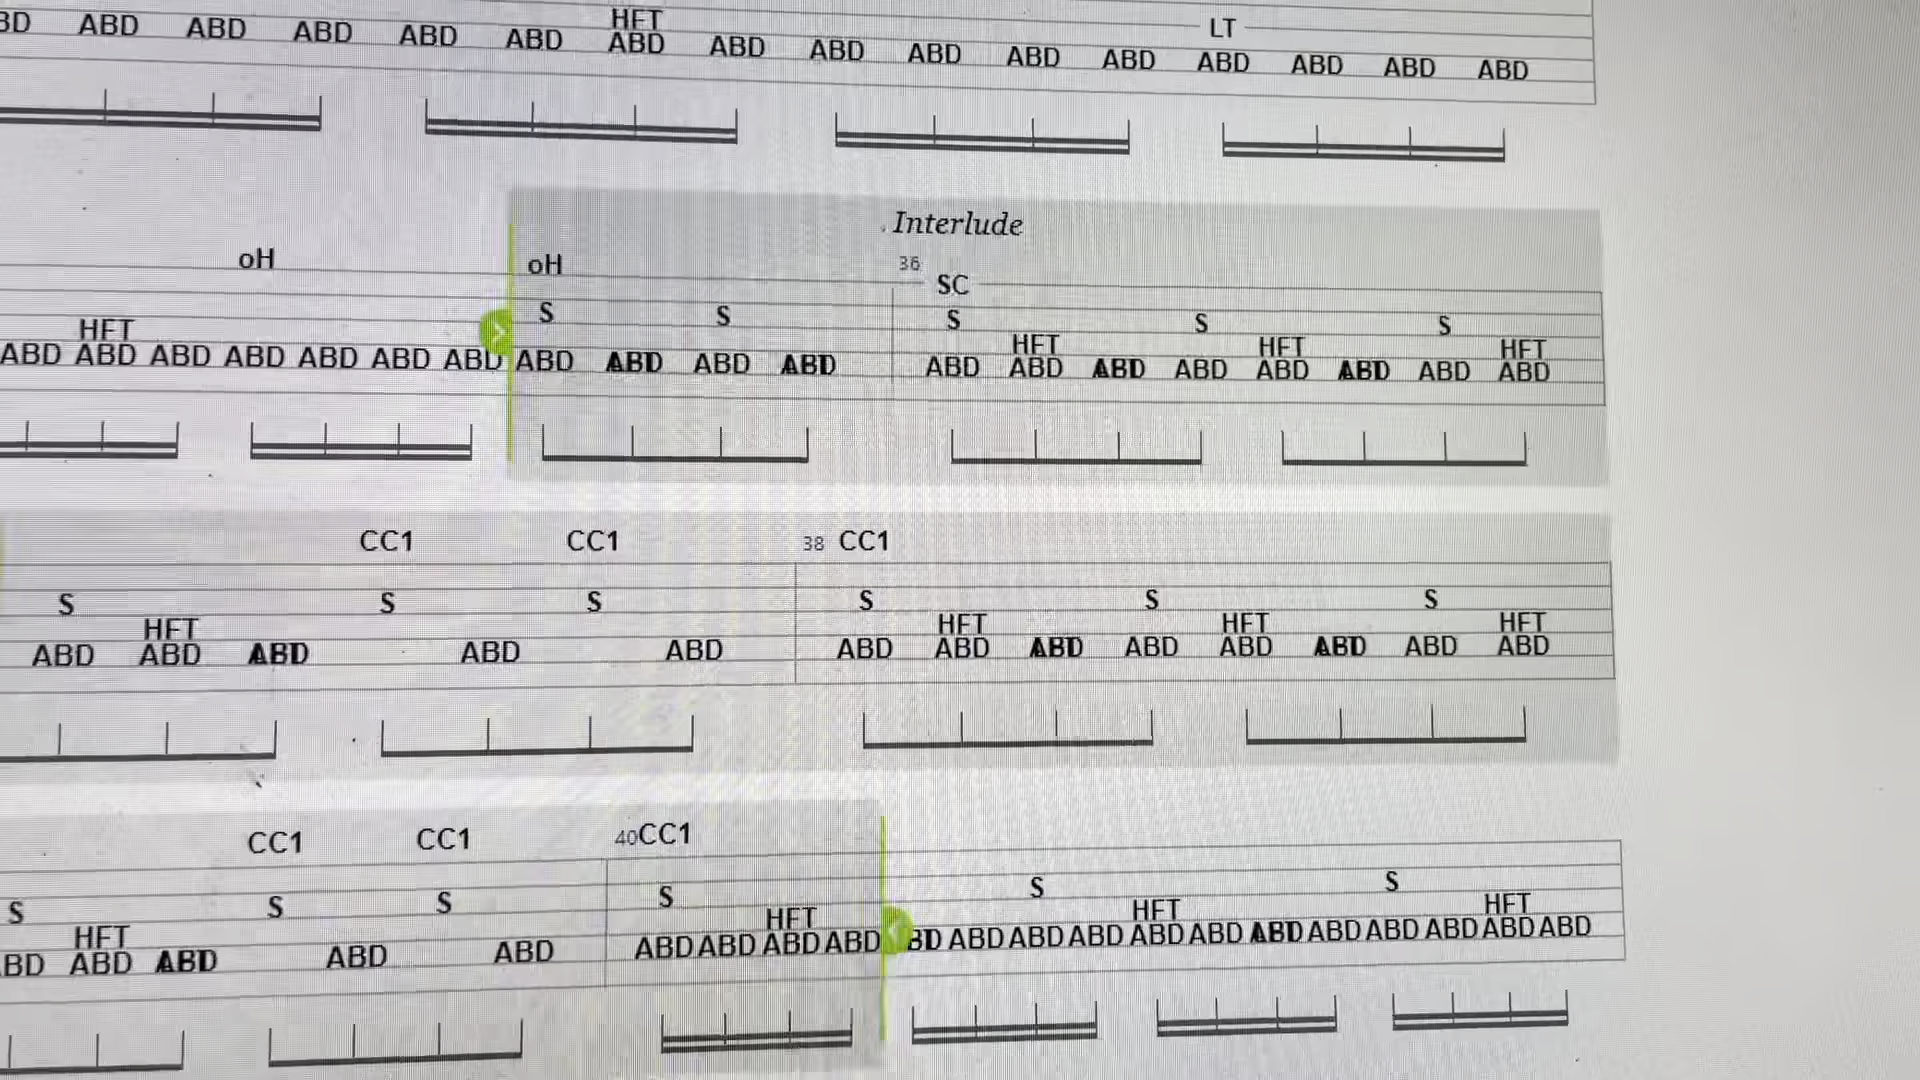 HFT LT
BD ABD ABD ABD ABD ABD ABD ABD ABD ABD ABD ABD ABD ABD ABD ABD
Interlude
oH oH 36 SC
S S S S S
HFT HFT HFT HFT
ABD ABD ABD ABD ABD ABD ABD ABD ABD ABD ABD ABD ABD ABD ABD ABD ABD ABD ABD
CC1 CC1 38 CC1
S S S S S S
HFT HFT HFT HFT
ABD ABD ABD ABD ABD ABD ABD ABD ABD ABD ABD ABD ABD
CC1 CC1 40 CC1
S S S S S S
HFT HFT HFT HFT
BD ABD ABD ABD ABD ABD ABD ABD ABD BD ABD ABD ABD ABD ABD ABD ABD ABD ABD ABD ABD